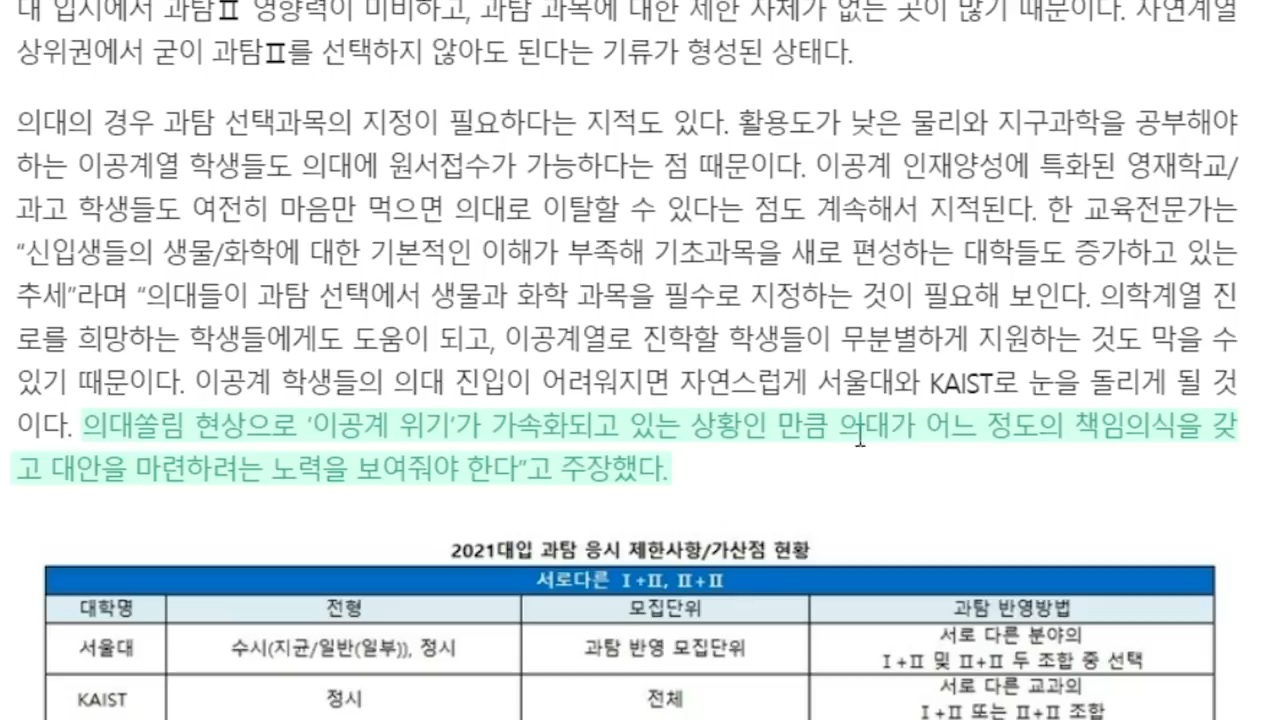 대 입시에서 과탐Ⅱ 영향력이 미비하고, 과탐 과목에 대한 제한 자체가 없는 곳이 많기 때문이다. 자연계열
상위권에서 굳이 과탐Ⅱ를 선택하지 않아도 된다는 기류가 형성된 상태다.
의대의 경우 과탐 선택과목의 지정이 필요하다는 지적도 있다. 활용도가 낮은 물리와 지구과학을 공부해야
하는 이공계열 학생들도 의대에 원서접수가 가능하다는 점 때문이다. 이공계 인재양성에 특화된 영재학교/
과고 학생들도 여전히 마음만 먹으면 의대로 이탈할 수 있다는 점도 계속해서 지적된다. 한 교육전문가는
“신입생들의 생물/화학에 대한 기본적인 이해가 부족해 기초과목을 새로 편성하는 대학들도 증가하고 있는
추세”라며 “의대들이 과탐 선택에서 생물과 화학 과목을 필수로 지정하는 것이 필요해 보인다. 의학계열 진
로를 희망하는 학생들에게도 도움이 되고, 이공계열로 진학할 학생들이 무분별하게 지원하는 것도 막을 수
있기 때문이다. 이공계 학생들의 의대 진입이 어려워지면 자연스럽게 서울대와 KAIST로 눈을 돌리게 될 것
이다. 의대쏠림 현상으로 ‘이공계 위기’가 가속화되고 있는 상황인 만큼 의대가 어느 정도의 책임의식을 갖
고 대안을 마련하려는 노력을 보여줘야 한다”고 주장했다.
2021대입 과탐 응시 제한사항/가산점 현황
서로다른 Ⅰ+Ⅱ, Ⅱ+Ⅱ
대학명 전형 모집단위 과탐 반영방법
서울대 수시(지균/일반(일부)), 정시 과탐 반영 모집단위 서로 다른 분야의
Ⅰ+Ⅱ 및 Ⅱ+Ⅱ 두 조합 중 선택
KAIST 정시 전체 서로 다른 교과의
Ⅰ+Ⅱ 또는 Ⅱ+Ⅱ 조합